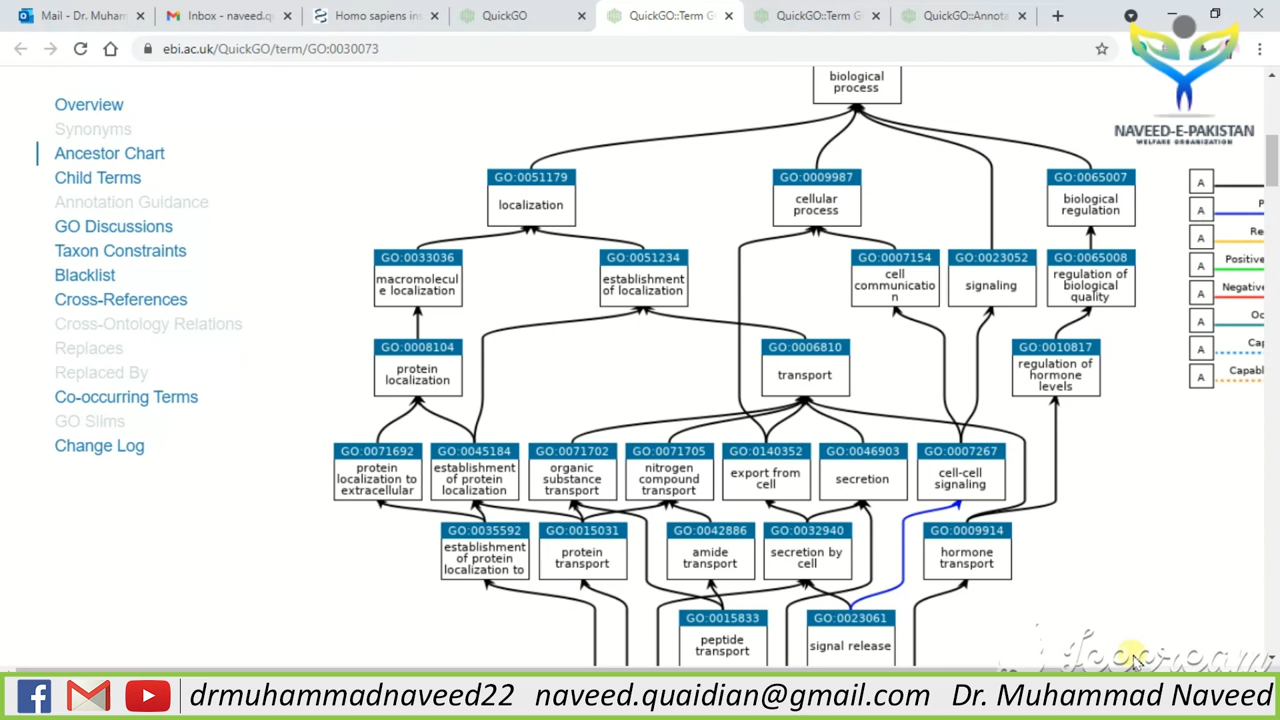 Mail - Dr. Muham
Inbox - naveed.q
Homo sapiens in
QuickGO
QuickGO::Term G
QuickGO::Term G
QuickGO::Annota
ebi.ac.uk/QuickGO/term/GO:0030073
NAVEED-E-PAKISTAN
WELFARE ORGANIZATION
Overview
Synonyms
Ancestor Chart
Child Terms
Annotation Guidance
GO Discussions
Taxon Constraints
Blacklist
Cross-References
Cross-Ontology Relations
Replaces
Replaced By
Co-occurring Terms
GO Slims
Change Log
biological
process
GO:0051179
localization
GO:0009987
cellular
process
GO:0065007
biological
regulation
GO:0033036
macromolecul
e localization
GO:0051234
establishment
of localization
GO:0007154
cell
communicatio
n
GO:0023052
signaling
GO:0065008
regulation of
biological
quality
GO:0008104
protein
localization
GO:0006810
transport
GO:0010817
regulation of
hormone
levels
GO:0071692
protein
localization to
extracellular
GO:0045184
establishment
of protein
localization
GO:0071702
organic
substance
transport
GO:0071705
nitrogen
compound
transport
GO:0140352
export from
cell
GO:0046903
secretion
GO:0007267
cell-cell
signaling
GO:0035592
establishment
of protein
localization to
GO:0015031
protein
transport
GO:0042886
amide
transport
GO:0032940
secretion by
cell
GO:0009914
hormone
transport
GO:0015833
peptide
transport
GO:0023061
signal release
A
A P
A Re
A Positive
A Negative
A Oc
A Cap
A Capabl
drmuhammadnaveed22 naveed.quaidian@gmail.com Dr. Muhammad Naveed